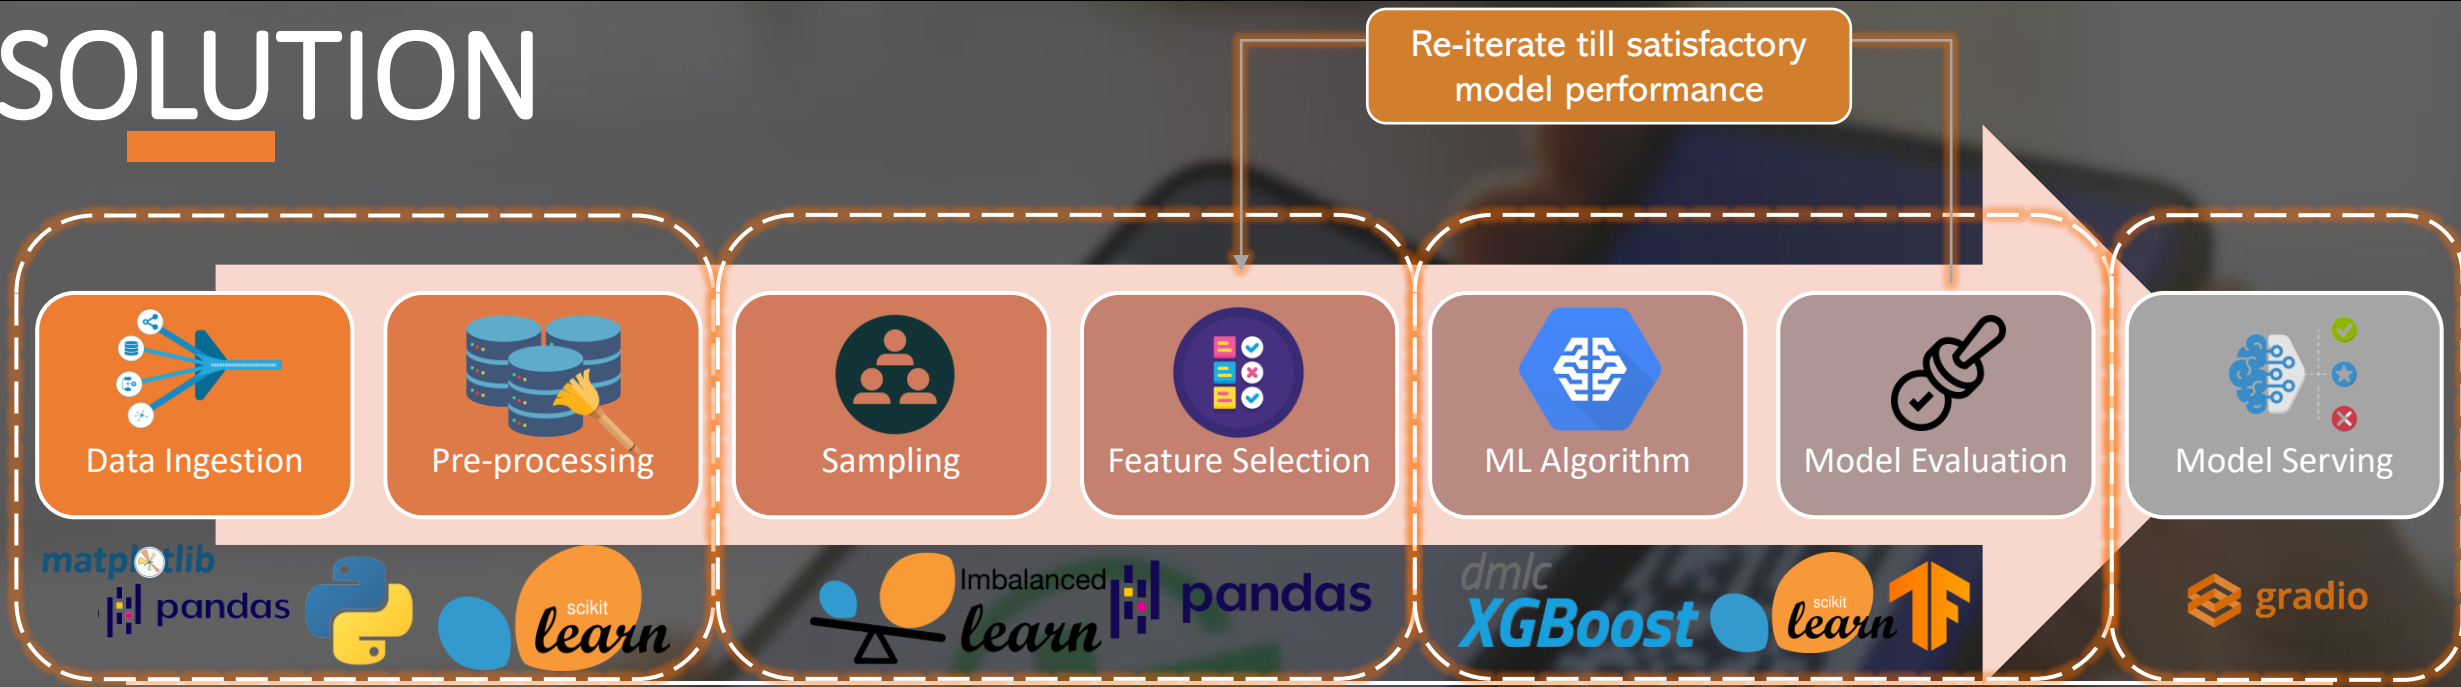 SOLUTION
Re-iterate till satisfactory
model performance
Data Ingestion
Pre-processing
Sampling
Feature Selection
ML Algorithm
Model Evaluation
Model Serving
matplotlib
pandas
scikit
learn
Imbalanced
learn
pandas
dmlc
XGBoost
scikit
learn
gradio